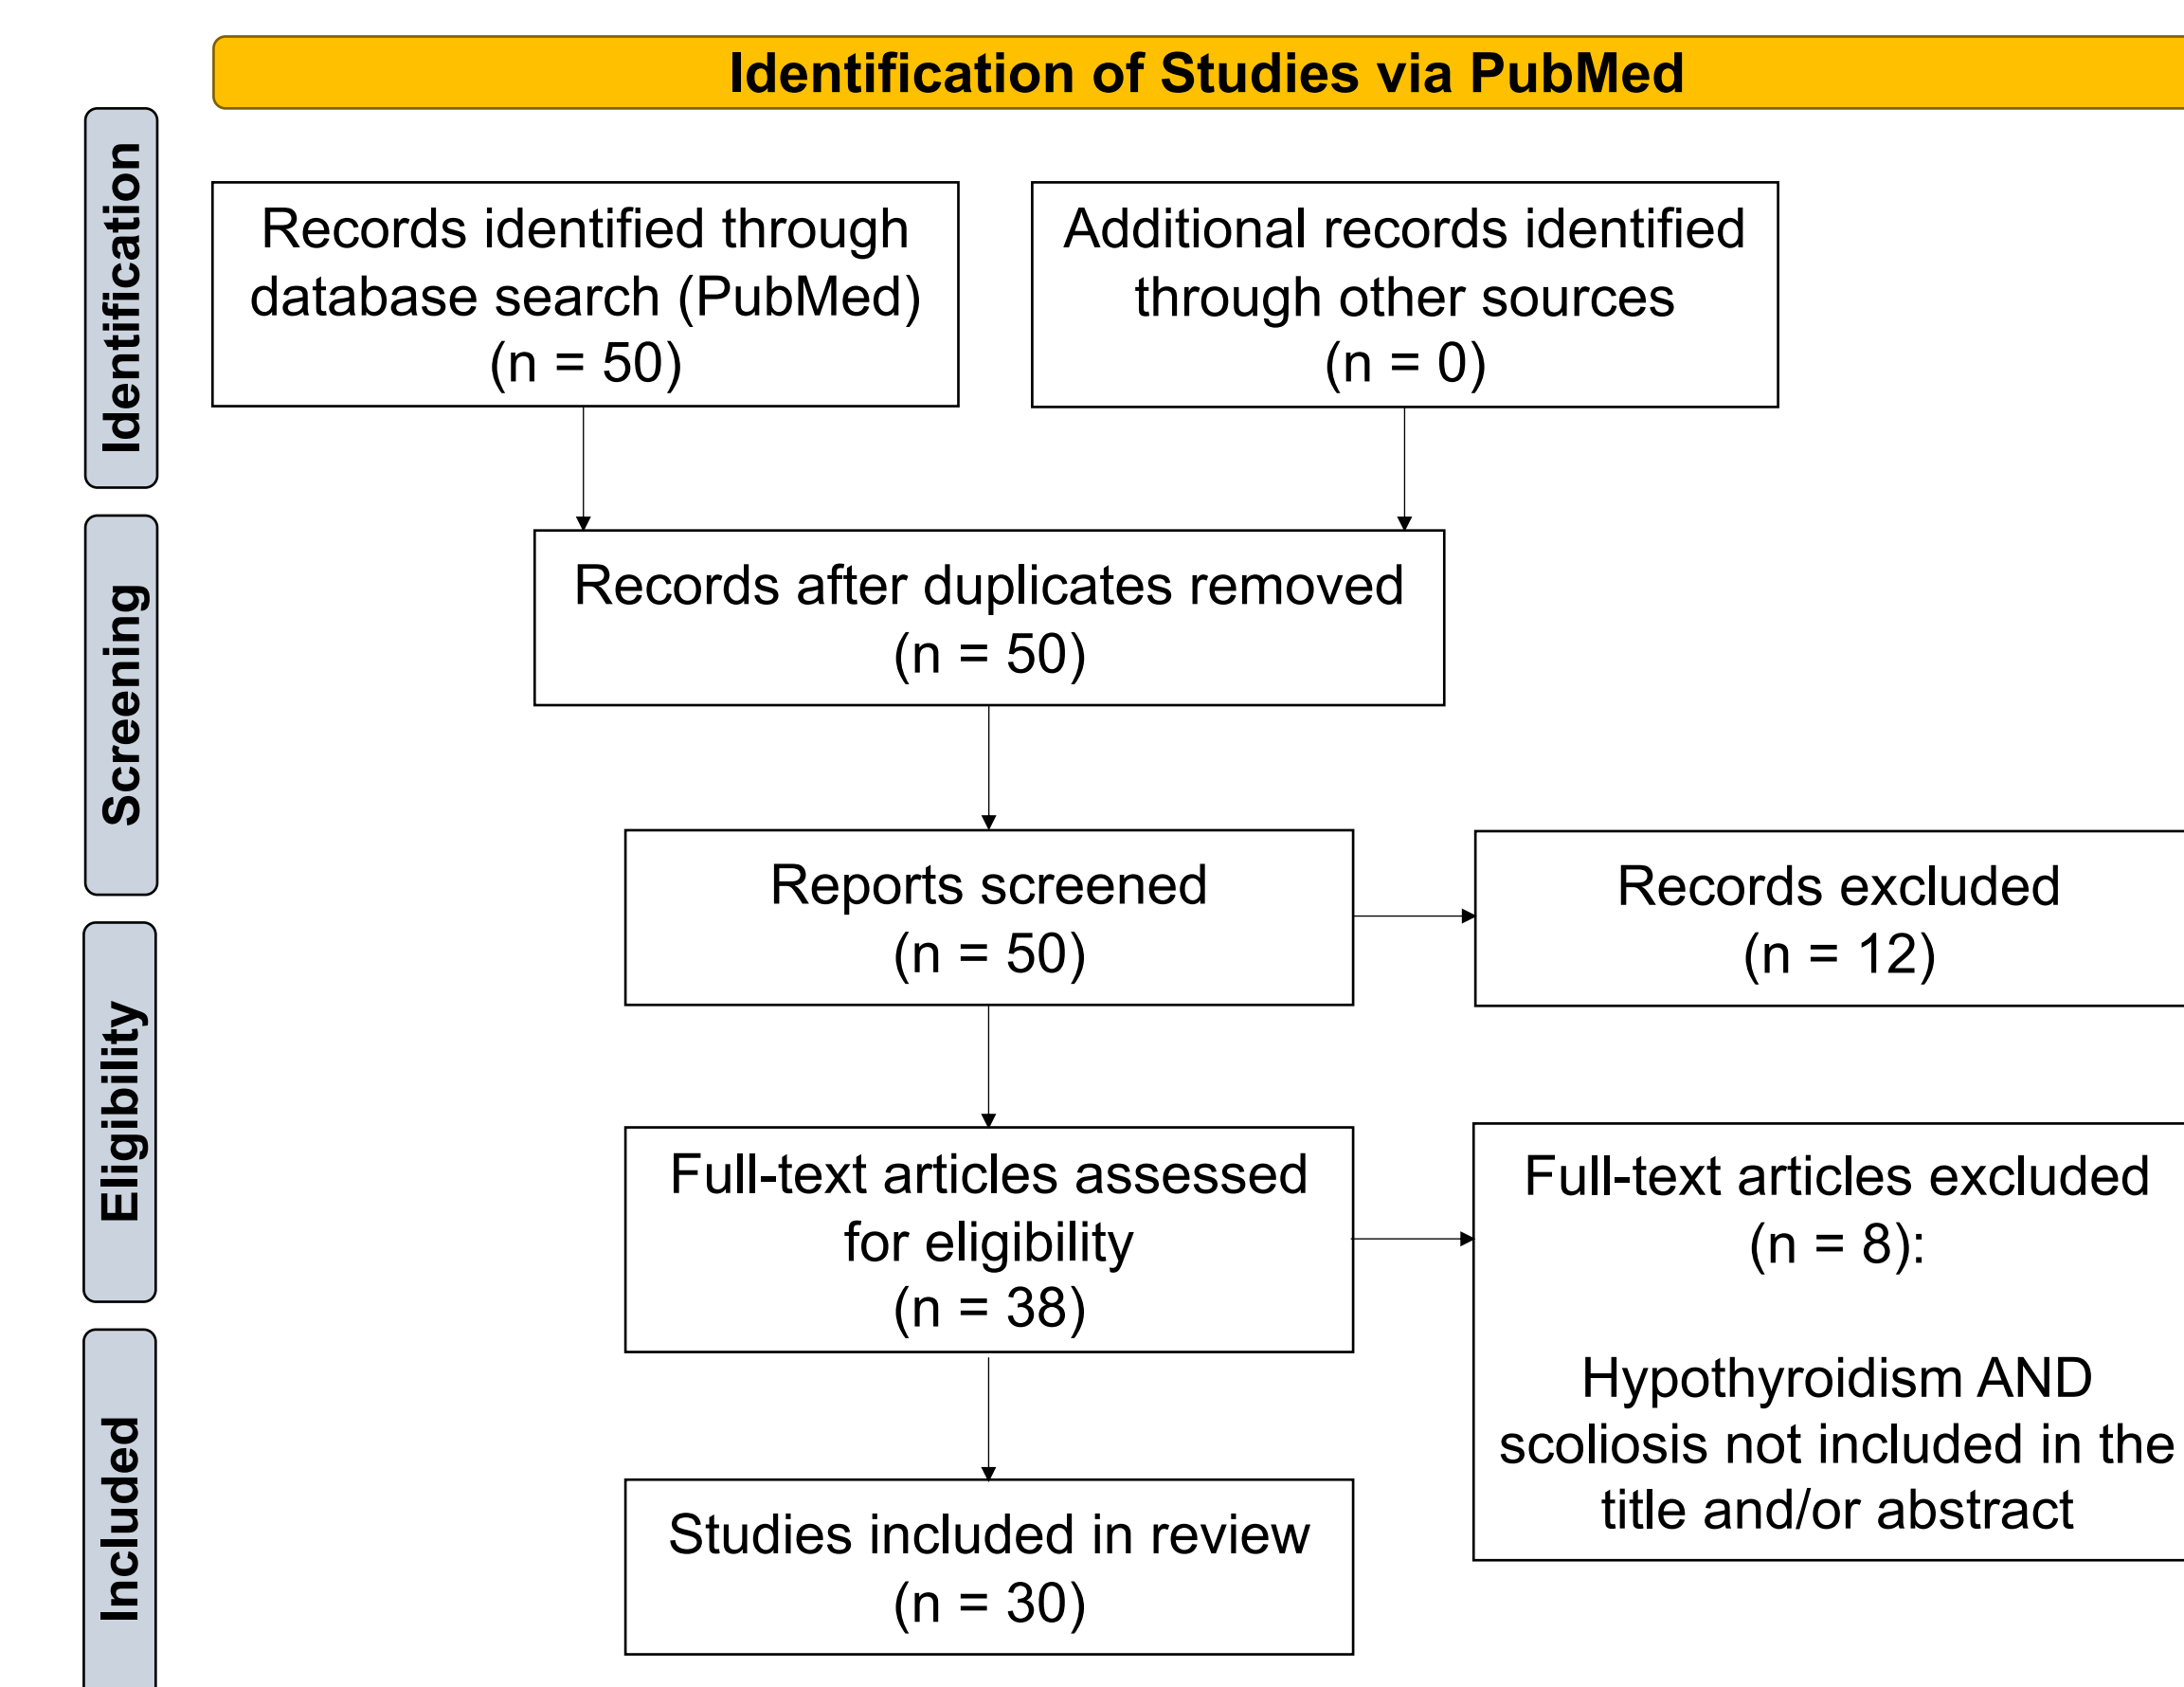 Identification of Studies via PubMed
Identification
Records identified through
database search (PubMed)
(n = 50)
Additional records identified
through other sources
(n = 0)
Screening
Records after duplicates removed
(n = 50)
Reports screened
(n = 50)
Records excluded
(n = 12)
Eligibility
Full-text articles assessed
for eligibility
(n = 38)
Full-text articles excluded
(n = 8):
Hypothyroidism AND
scoliosis not included in the
title and/or abstract
Included
Studies included in review
(n = 30)